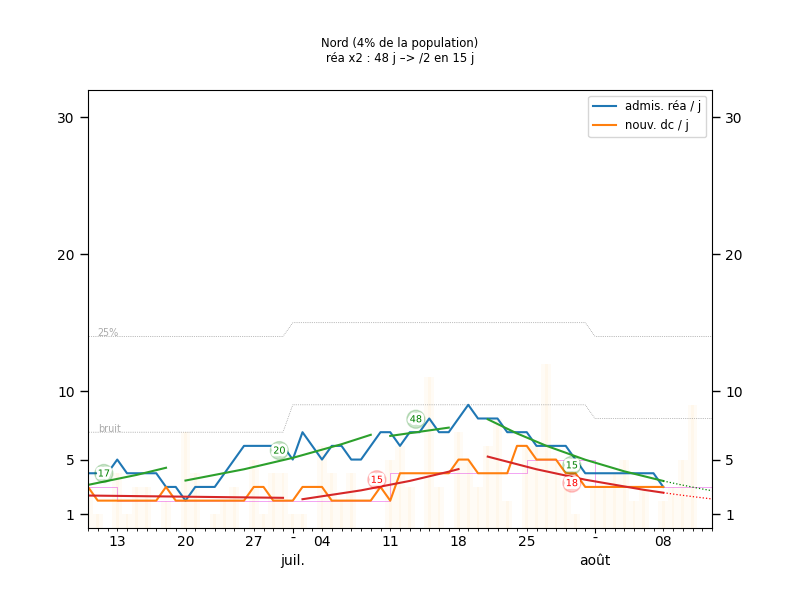 Nord (4% de la population)
réa x2 : 48 j –> /2 en 15 j
admis. réa / j
nouv. dc / j
30 30
20 20
25%
10 10
bruit
48
20
5 17 15 5
15 18
1 1
13 20 27 - 04 11 18 25 - 08
juil. août